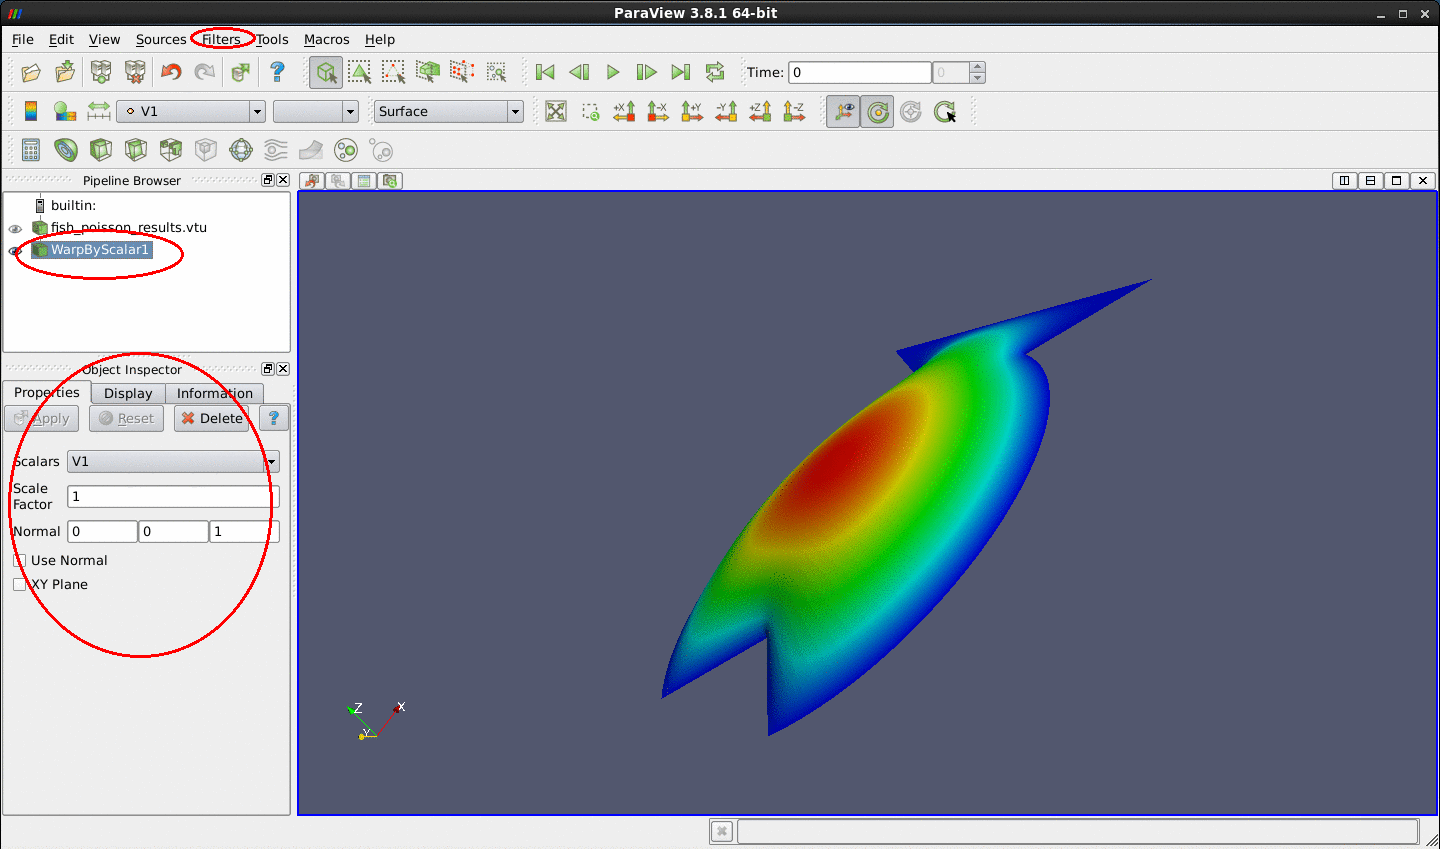 ParaView 3.8.1 64-bit
File Edit View Sources Filters Tools Macros Help
? Time: 0 0
V1 Surface +X -X +Y -Y +Z -Z
Pipeline Browser
builtin:
fish_poisson_results.vtu
WarpByScalar1
Object Inspector
Properties Display Information
Apply Reset Delete ?
Scalars V1
Scale
Factor 1
Normal 0 0 1
Use Normal
XY Plane
Z X
Y